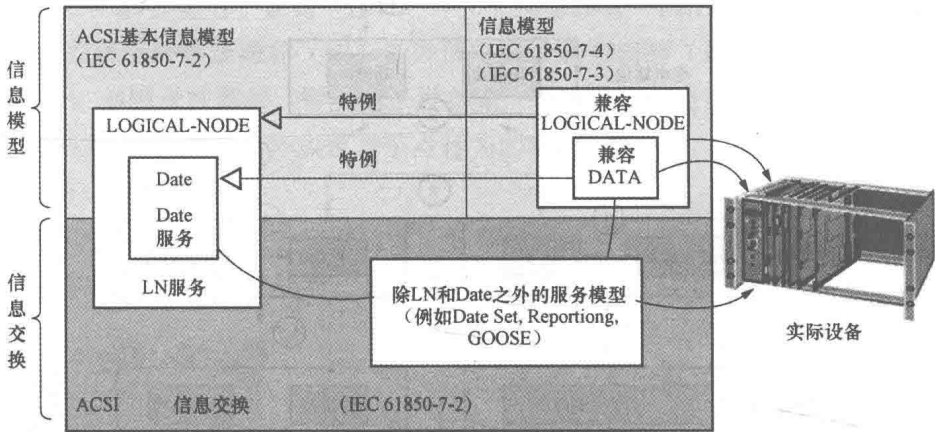 信息模型
ACSI基本信息模型
（IEC 61850-7-2）
信息模型
（IEC 61850-7-4）
（IEC 61850-7-3）
LOGICAL-NODE
特例
兼容
LOGICAL-NODE
特例
兼容
DATA
Date
Date
服务
LN服务
信息交换
除LN和Date之外的服务模型
（例如Date Set, Reportiong,
GOOSE）
实际设备
ACSI 信息交换 （IEC 61850-7-2）